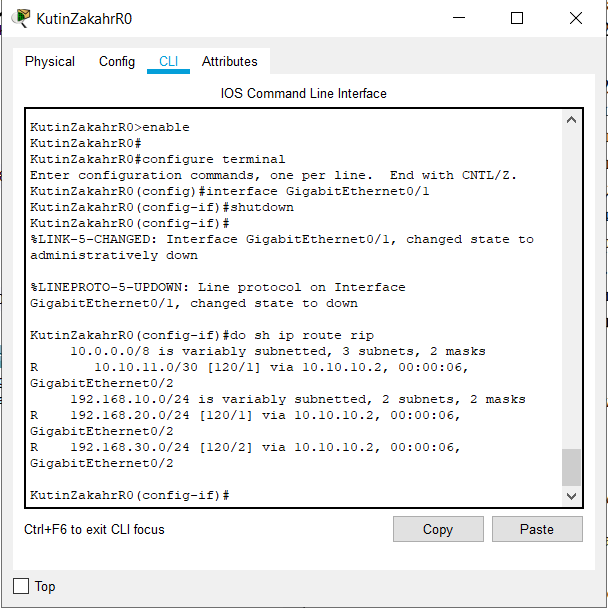 KutinZakahrR0
Physical Config CLI Attributes
IOS Command Line Interface
KutinZakahrR0>enable
KutinZakahrR0#
KutinZakahrR0#configure terminal
Enter configuration commands, one per line.  End with CNTL/Z.
KutinZakahrR0(config)#interface GigabitEthernet0/1
KutinZakahrR0(config-if)#shutdown
KutinZakahrR0(config-if)#
%LINK-5-CHANGED: Interface GigabitEthernet0/1, changed state to
administratively down
%LINEPROTO-5-UPDOWN: Line protocol on Interface
GigabitEthernet0/1, changed state to down
KutinZakahrR0(config-if)#do sh ip route rip
     10.0.0.0/8 is variably subnetted, 3 subnets, 2 masks
R       10.10.11.0/30 [120/1] via 10.10.10.2, 00:00:06,
GigabitEthernet0/2
     192.168.10.0/24 is variably subnetted, 2 subnets, 2 masks
R    192.168.20.0/24 [120/1] via 10.10.10.2, 00:00:06,
GigabitEthernet0/2
R    192.168.30.0/24 [120/2] via 10.10.10.2, 00:00:06,
GigabitEthernet0/2
KutinZakahrR0(config-if)#
Ctrl+F6 to exit CLI focus Copy Paste
Top